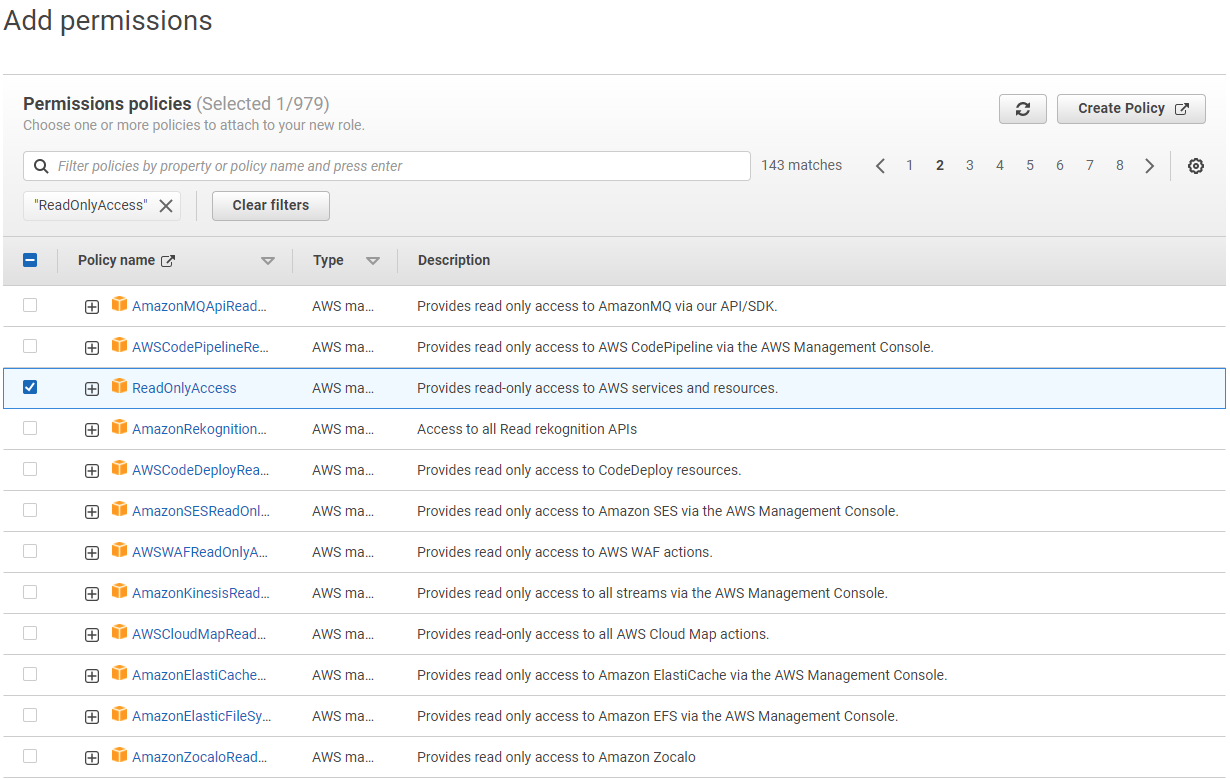 Add permissions
Permissions policies (Selected 1/979)
Create Policy
Choose one or more policies to attach to your new role.
Filter policies by property or policy name and press enter
143 matches 1 2 3 4 5 6 7 8
"ReadOnlyAccess" Clear filters
Policy name Type Description
AmazonMQApiRead... AWS ma... Provides read only access to AmazonMQ via our API/SDK.
AWSCodePipelineRe... AWS ma... Provides read only access to AWS CodePipeline via the AWS Management Console.
ReadOnlyAccess AWS ma... Provides read-only access to AWS services and resources.
AmazonRekognition... AWS ma... Access to all Read rekognition APIs
AWSCodeDeployRea... AWS ma... Provides read only access to CodeDeploy resources.
AmazonSESReadOnl... AWS ma... Provides read only access to Amazon SES via the AWS Management Console.
AWSWAFReadOnlyA... AWS ma... Provides read only access to AWS WAF actions.
AmazonKinesisRead... AWS ma... Provides read only access to all streams via the AWS Management Console.
AWSCloudMapRead... AWS ma... Provides read-only access to all AWS Cloud Map actions.
AmazonElastiCache... AWS ma... Provides read only access to Amazon ElastiCache via the AWS Management Console.
AmazonElasticFileSy... AWS ma... Provides read only access to Amazon EFS via the AWS Management Console.
AmazonZocaloRead... AWS ma... Provides read only access to Amazon Zocalo